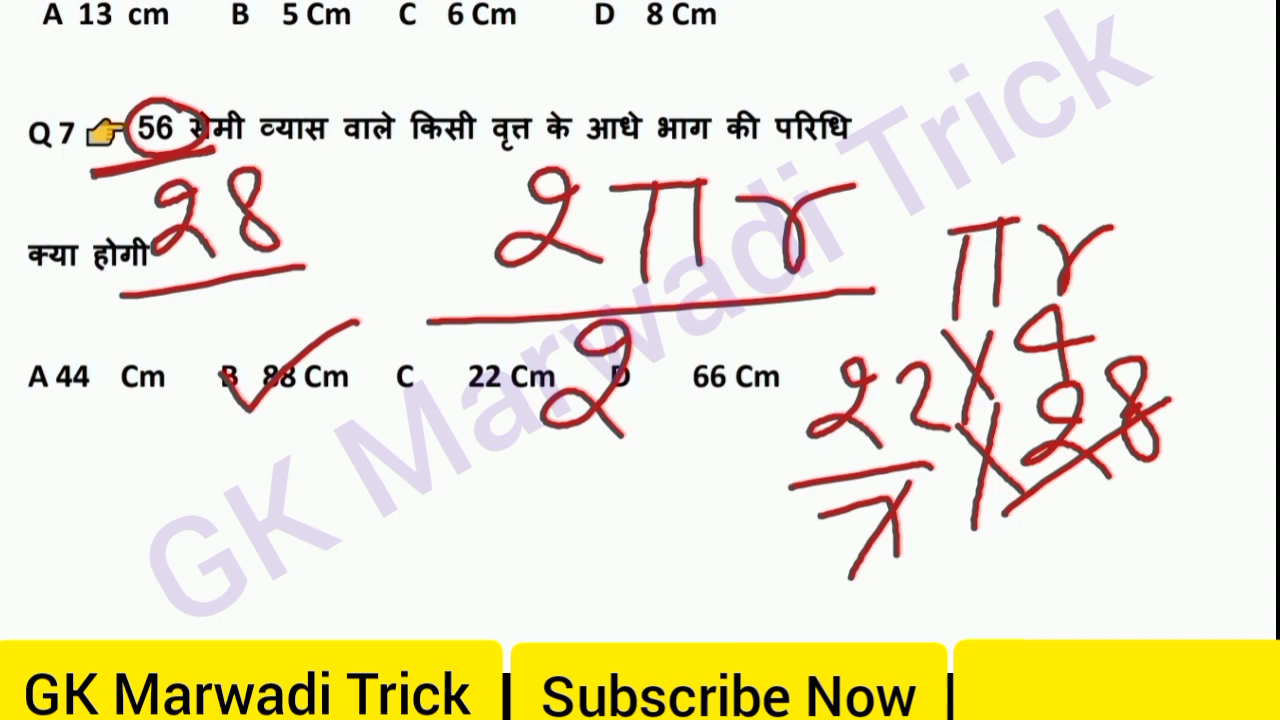 A 13 cm B 5 Cm C 6 Cm D 8 Cm
Q 7 👉 56 सेमी व्यास वाले किसी वृत्त के आधे भाग की परिधि
28
2πr
क्या होगी
πr
2
4
A 44 Cm B 88 Cm C 22 Cm D 66 Cm
22 × 28
7
GK Marwadi Trick
GK Marwadi Trick | Subscribe Now |